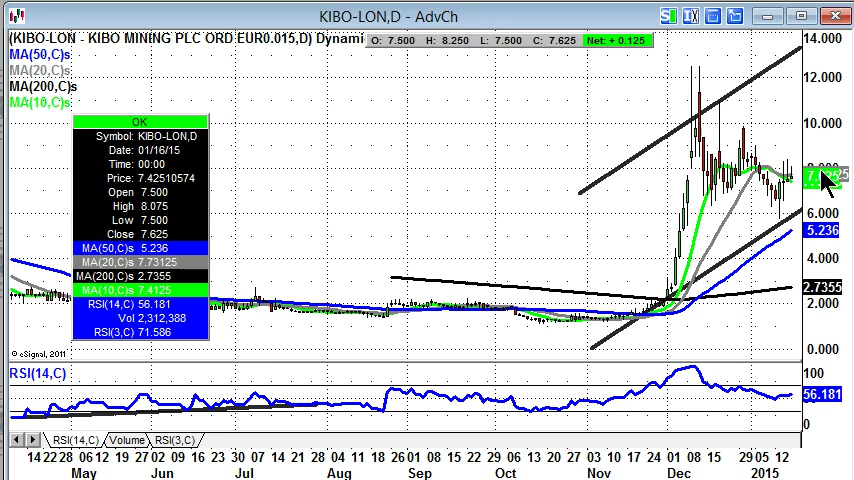 KIBO-LON,D - AdvCh
(KIBO-LON - KIBO MINING PLC ORD EUR0.015,D) Dynami
O: 7.500 H: 8.250 L: 7.500 C: 7.625 Net: + 0.125
MA(50,C)s
MA(20,C)s
MA(200,C)s
MA(10,C)s
OK
Symbol: KIBO-LON,D
Date: 01/16/15
Time: 00:00
Price: 7.42510574
Open 7.500
High 8.075
Low 7.500
Close 7.625
MA(50,C)s 5.236
MA(20,C)s 7.73125
MA(200,C)s 2.7355
MA(10,C)s 7.4125
RSI(14,C) 56.181
Vol 2,312,388
RSI(3,C) 71.586
14.000
12.000
10.000
6.000
5.236
4.000
2.7355
2.000
0.000
© eSignal, 2011
RSI(14,C)
100
56.181
0
RSI(14,C) Volume RSI(3,C)
14 22 28 06 12 19 27 02 09 16 23 30 07 14 21 28 04 11 18 26 01 08 15 22 29 06 13 20 27 03 10 17 24 01 08 15 29 05 12
May Jun Jul Aug Sep Oct Nov Dec 2015